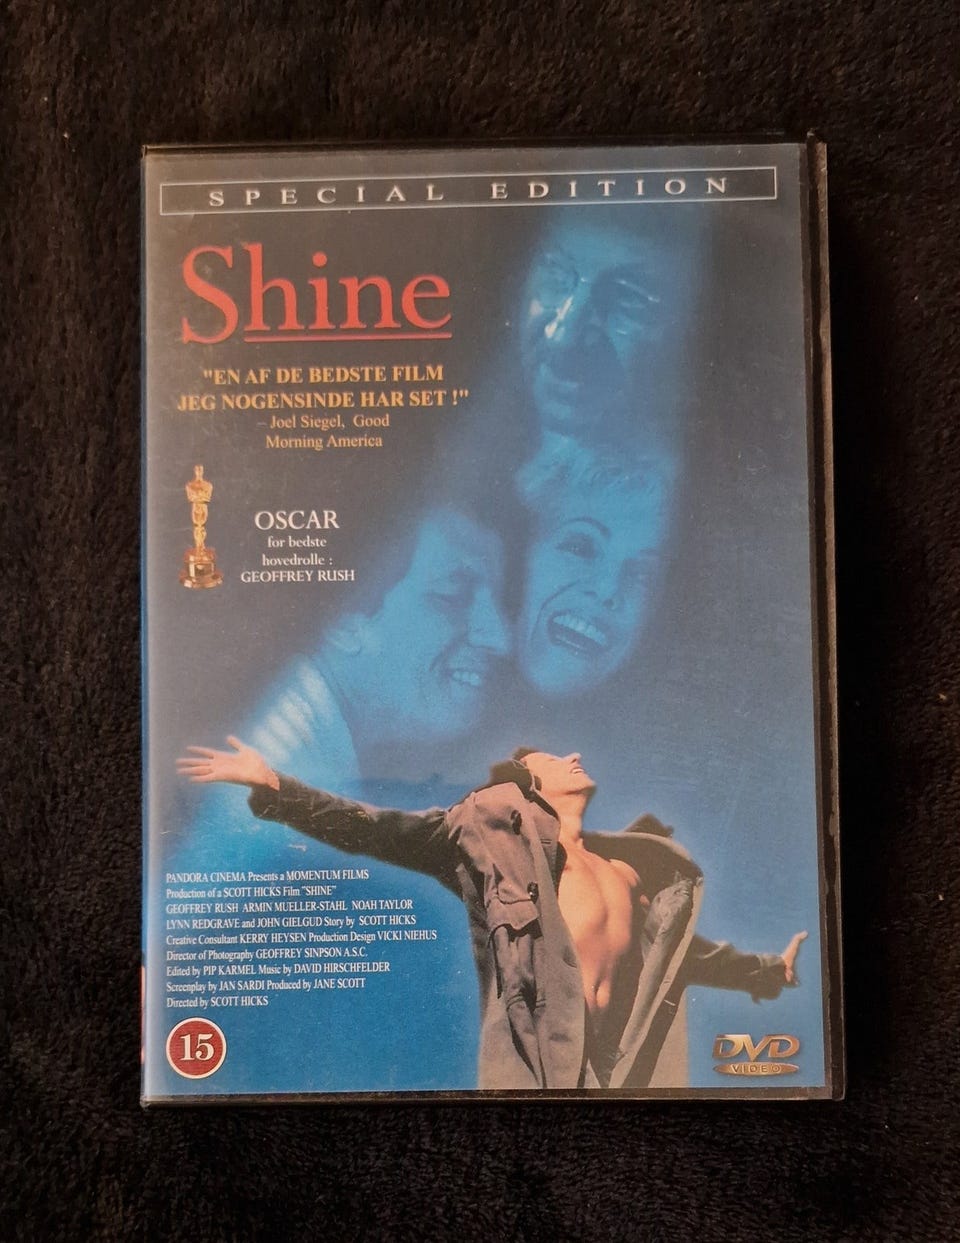 SPECIAL EDITION
Shine
"EN AF DE BEDSTE FILM
JEG NOGENSINDE HAR SET !"
– Joel Siegel, Good
Morning America
OSCAR
for bedste
hovedrolle :
GEOFFREY RUSH
PANDORA CINEMA Presents a MOMENTUM FILMS
Production of a SCOTT HICKS Film "SHINE"
GEOFFREY RUSH ARMIN MUELLER-STAHL NOAH TAYLOR
LYNN REDGRAVE and JOHN GIELGUD Story by SCOTT HICKS
Creative Consultant KERRY HEYSEN Production Design VICKI NIEHUS
Director of Photography GEOFFREY SINPSON A.S.C.
Edited by PIP KARMEL Music by DAVID HIRSCHFELDER
Screenplay by JAN SARDI Produced by JANE SCOTT
Directed by SCOTT HICKS
15
DVD
VIDEO